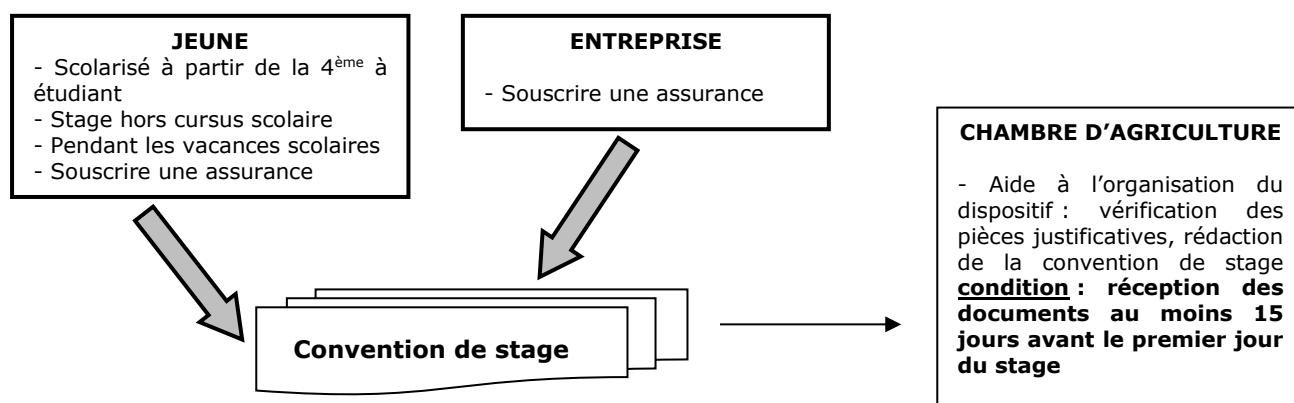 JEUNE
- Scolarisé à partir de la 4ème à
étudiant
- Stage hors cursus scolaire
- Pendant les vacances scolaires
- Souscrire une assurance
ENTREPRISE
- Souscrire une assurance
Convention de stage
CHAMBRE D’AGRICULTURE
- Aide à l’organisation du
dispositif : vérification des
pièces justificatives, rédaction
de la convention de stage
condition : réception des
documents au moins 15
jours avant le premier jour
du stage